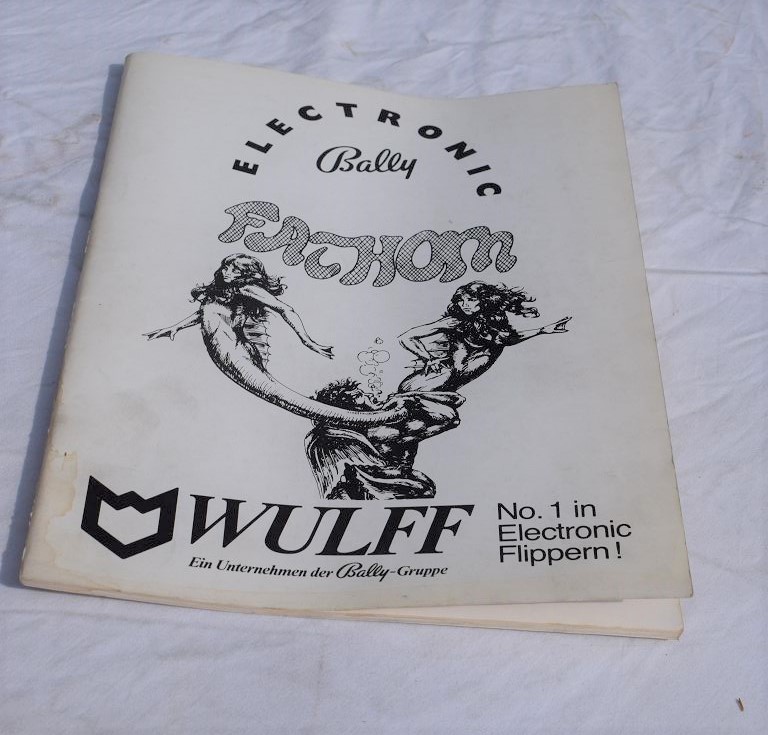 ELECTRONIC
Bally
FATHOM
WULFF
Ein Unternehmen der Bally-Gruppe
No. 1 in
Electronic
Flippern!